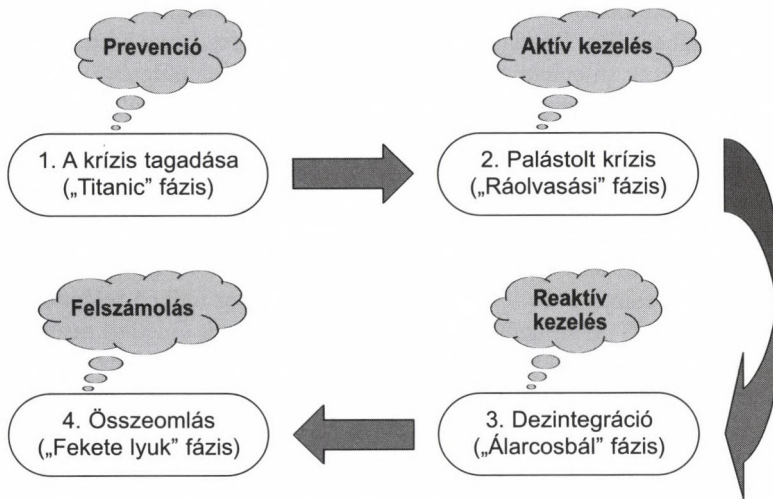 Prevenció
1. A krízis tagadása
(„Titanic” fázis)
Aktív kezelés
2. Palástolt krízis
(„Ráolvasási” fázis)
Reaktív
kezelés
3. Dezintegráció
(„Álarcosbál” fázis)
Felszámolás
4. Összeomlás
(„Fekete lyuk” fázis)